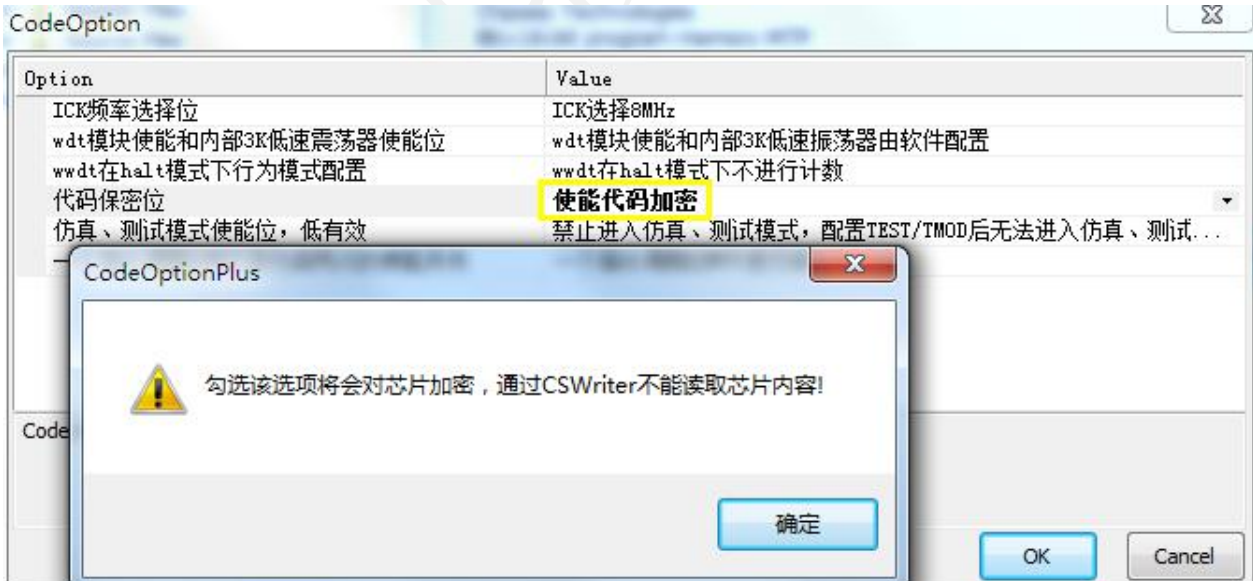 CodeOption
Option Value
ICK频率选择位 ICK选择8MHz
wdt模块使能和内部3K低速震荡器使能位 wdt模块使能和内部3K低速振荡器由软件配置
wwdt在halt模式下行为模式配置 wwdt在halt模式下不进行计数
代码保密位 使能代码加密
仿真、测试模式使能位，低有效 禁止进入仿真、测试模式，配置TEST/TMOD后无法进入仿真、测试...
CodeOptionPlus
勾选该选项将会对芯片加密，通过CSWriter不能读取芯片内容!
Code
确定
OK Cancel